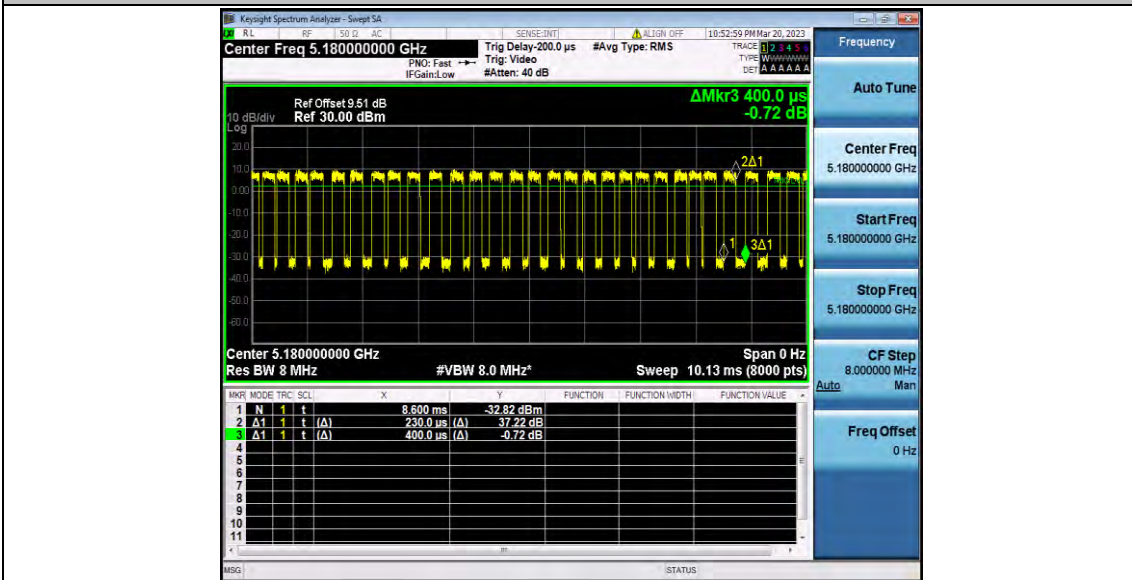 Keysight Spectrum Analyzer - Swept SA
RL RF 50 Ω AC SENSE:INT ALIGN OFF 10:52:59 PM Mar 20, 2023
Center Freq 5.180000000 GHz
PNO: Fast
IFGain:Low
Trig Delay-200.0 µs
Trig: Video
#Atten: 40 dB
#Avg Type: RMS
TRACE 1 2 3 4 5 6
TYPE WWWWWW
DET A A A A A A
Frequency
Auto Tune
Ref Offset 9.51 dB
10 dB/div Ref 30.00 dBm
Log
ΔMkr3 400.0 µs
-0.72 dB
20.0
10.0
0.00
-10.0
-20.0
-30.0
-40.0
-50.0
-60.0
2Δ1
1
3Δ1
Center Freq
5.180000000 GHz
Start Freq
5.180000000 GHz
Stop Freq
5.180000000 GHz
Center 5.180000000 GHz Span 0 Hz
Res BW 8 MHz #VBW 8.0 MHz* Sweep 10.13 ms (8000 pts)
CF Step
8.000000 MHz
Auto Man
MKR MODE TRC SCL X Y FUNCTION FUNCTION WIDTH FUNCTION VALUE
1 N 1 t 8.600 ms -32.82 dBm
2 Δ1 1 t (Δ) 230.0 µs (Δ) 37.22 dB
3 Δ1 1 t (Δ) 400.0 µs (Δ) -0.72 dB
4
5
6
7
8
9
10
11
Freq Offset
0 Hz
MSG STATUS